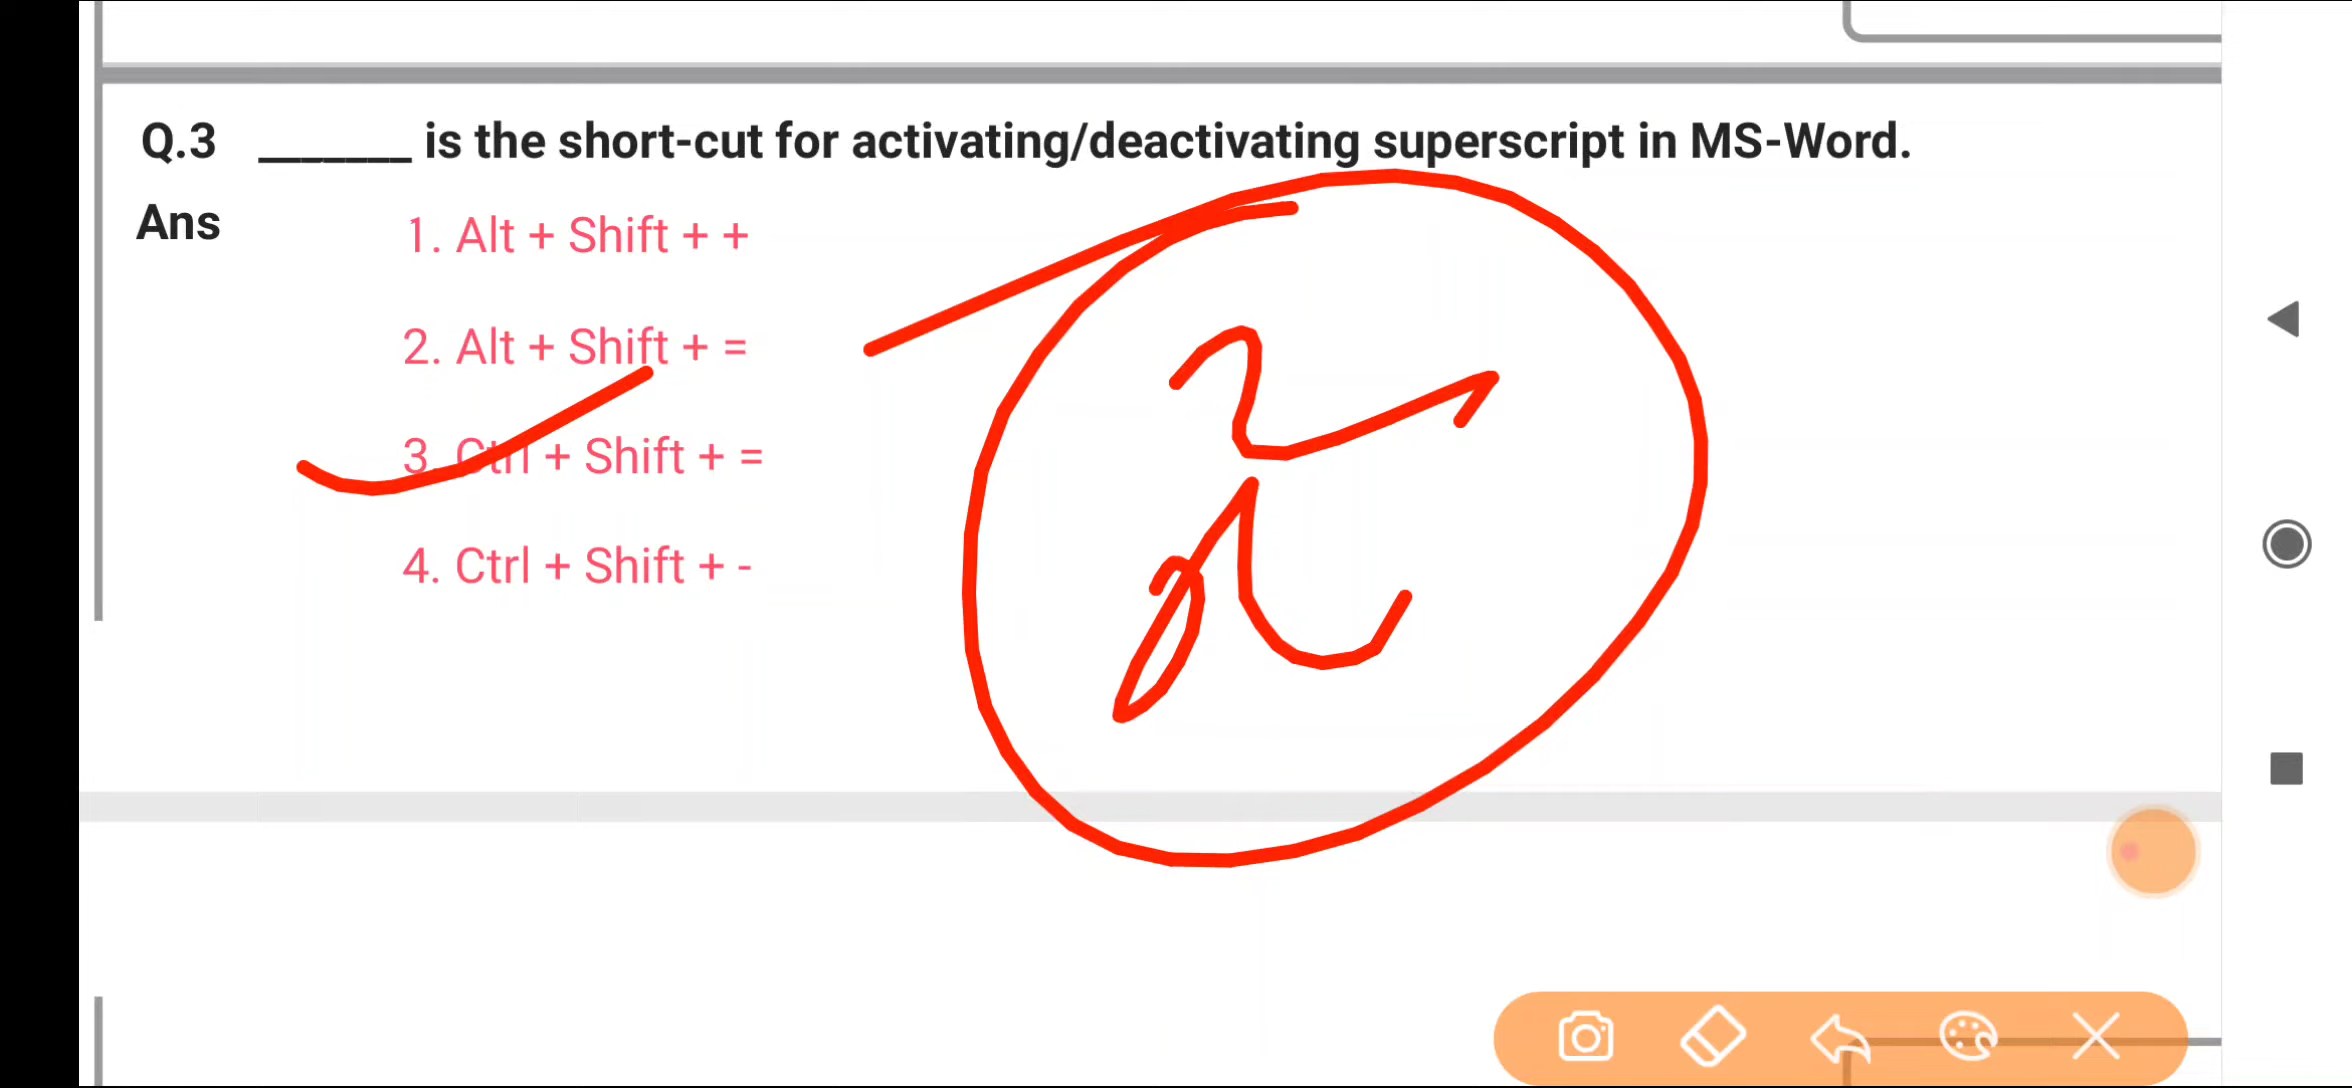 Q.3 ______ is the short-cut for activating/deactivating superscript in MS-Word.
Ans
1. Alt + Shift + +
2. Alt + Shift + =
3. Ctrl + Shift + =
4. Ctrl + Shift + -
2
x